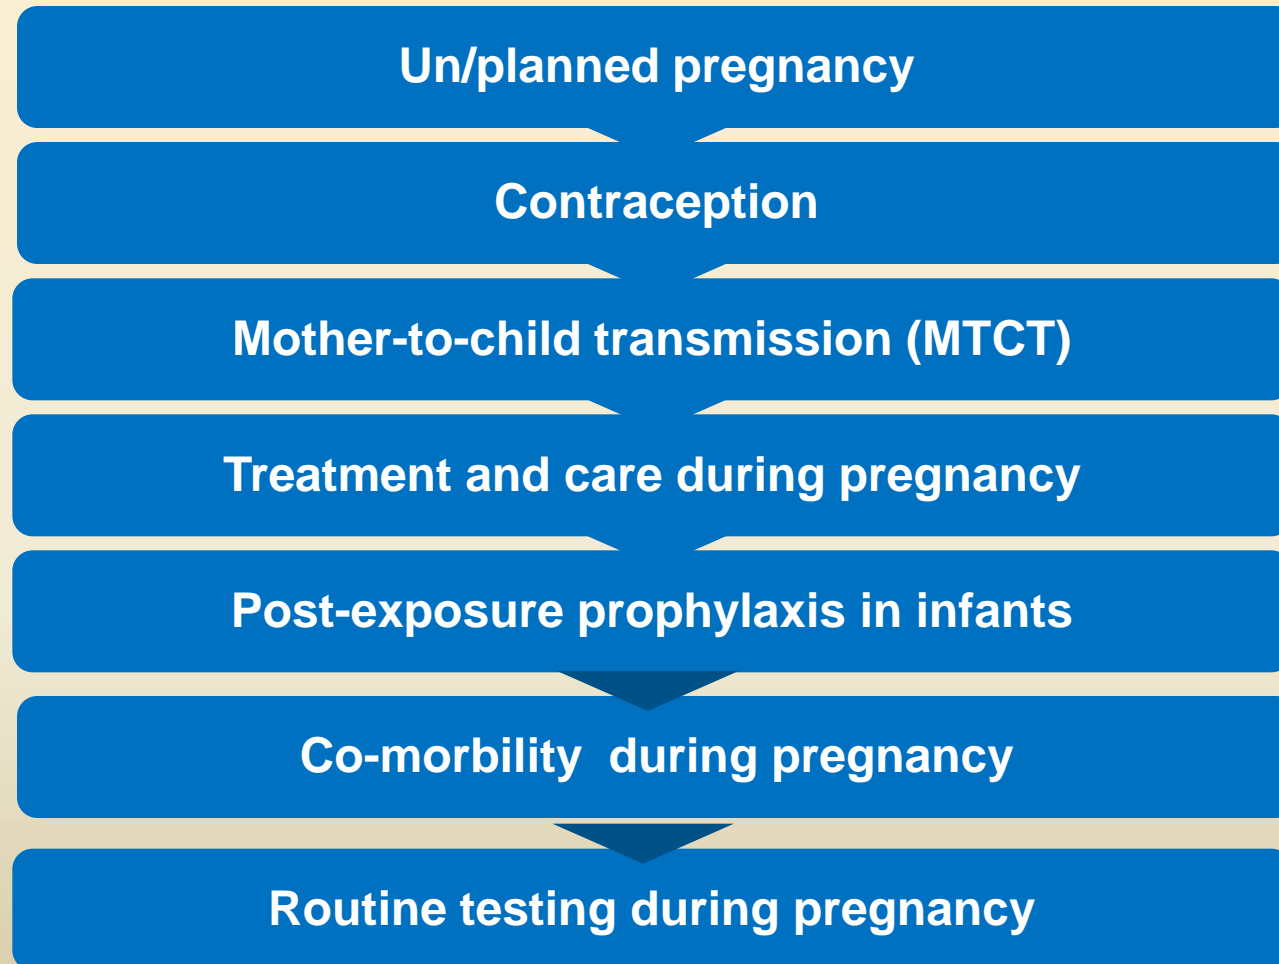 Un/planned pregnancy
Contraception
Mother-to-child transmission (MTCT)
Treatment and care during pregnancy
Post-exposure prophylaxis in infants
Co-morbility  during pregnancy
Routine testing during pregnancy